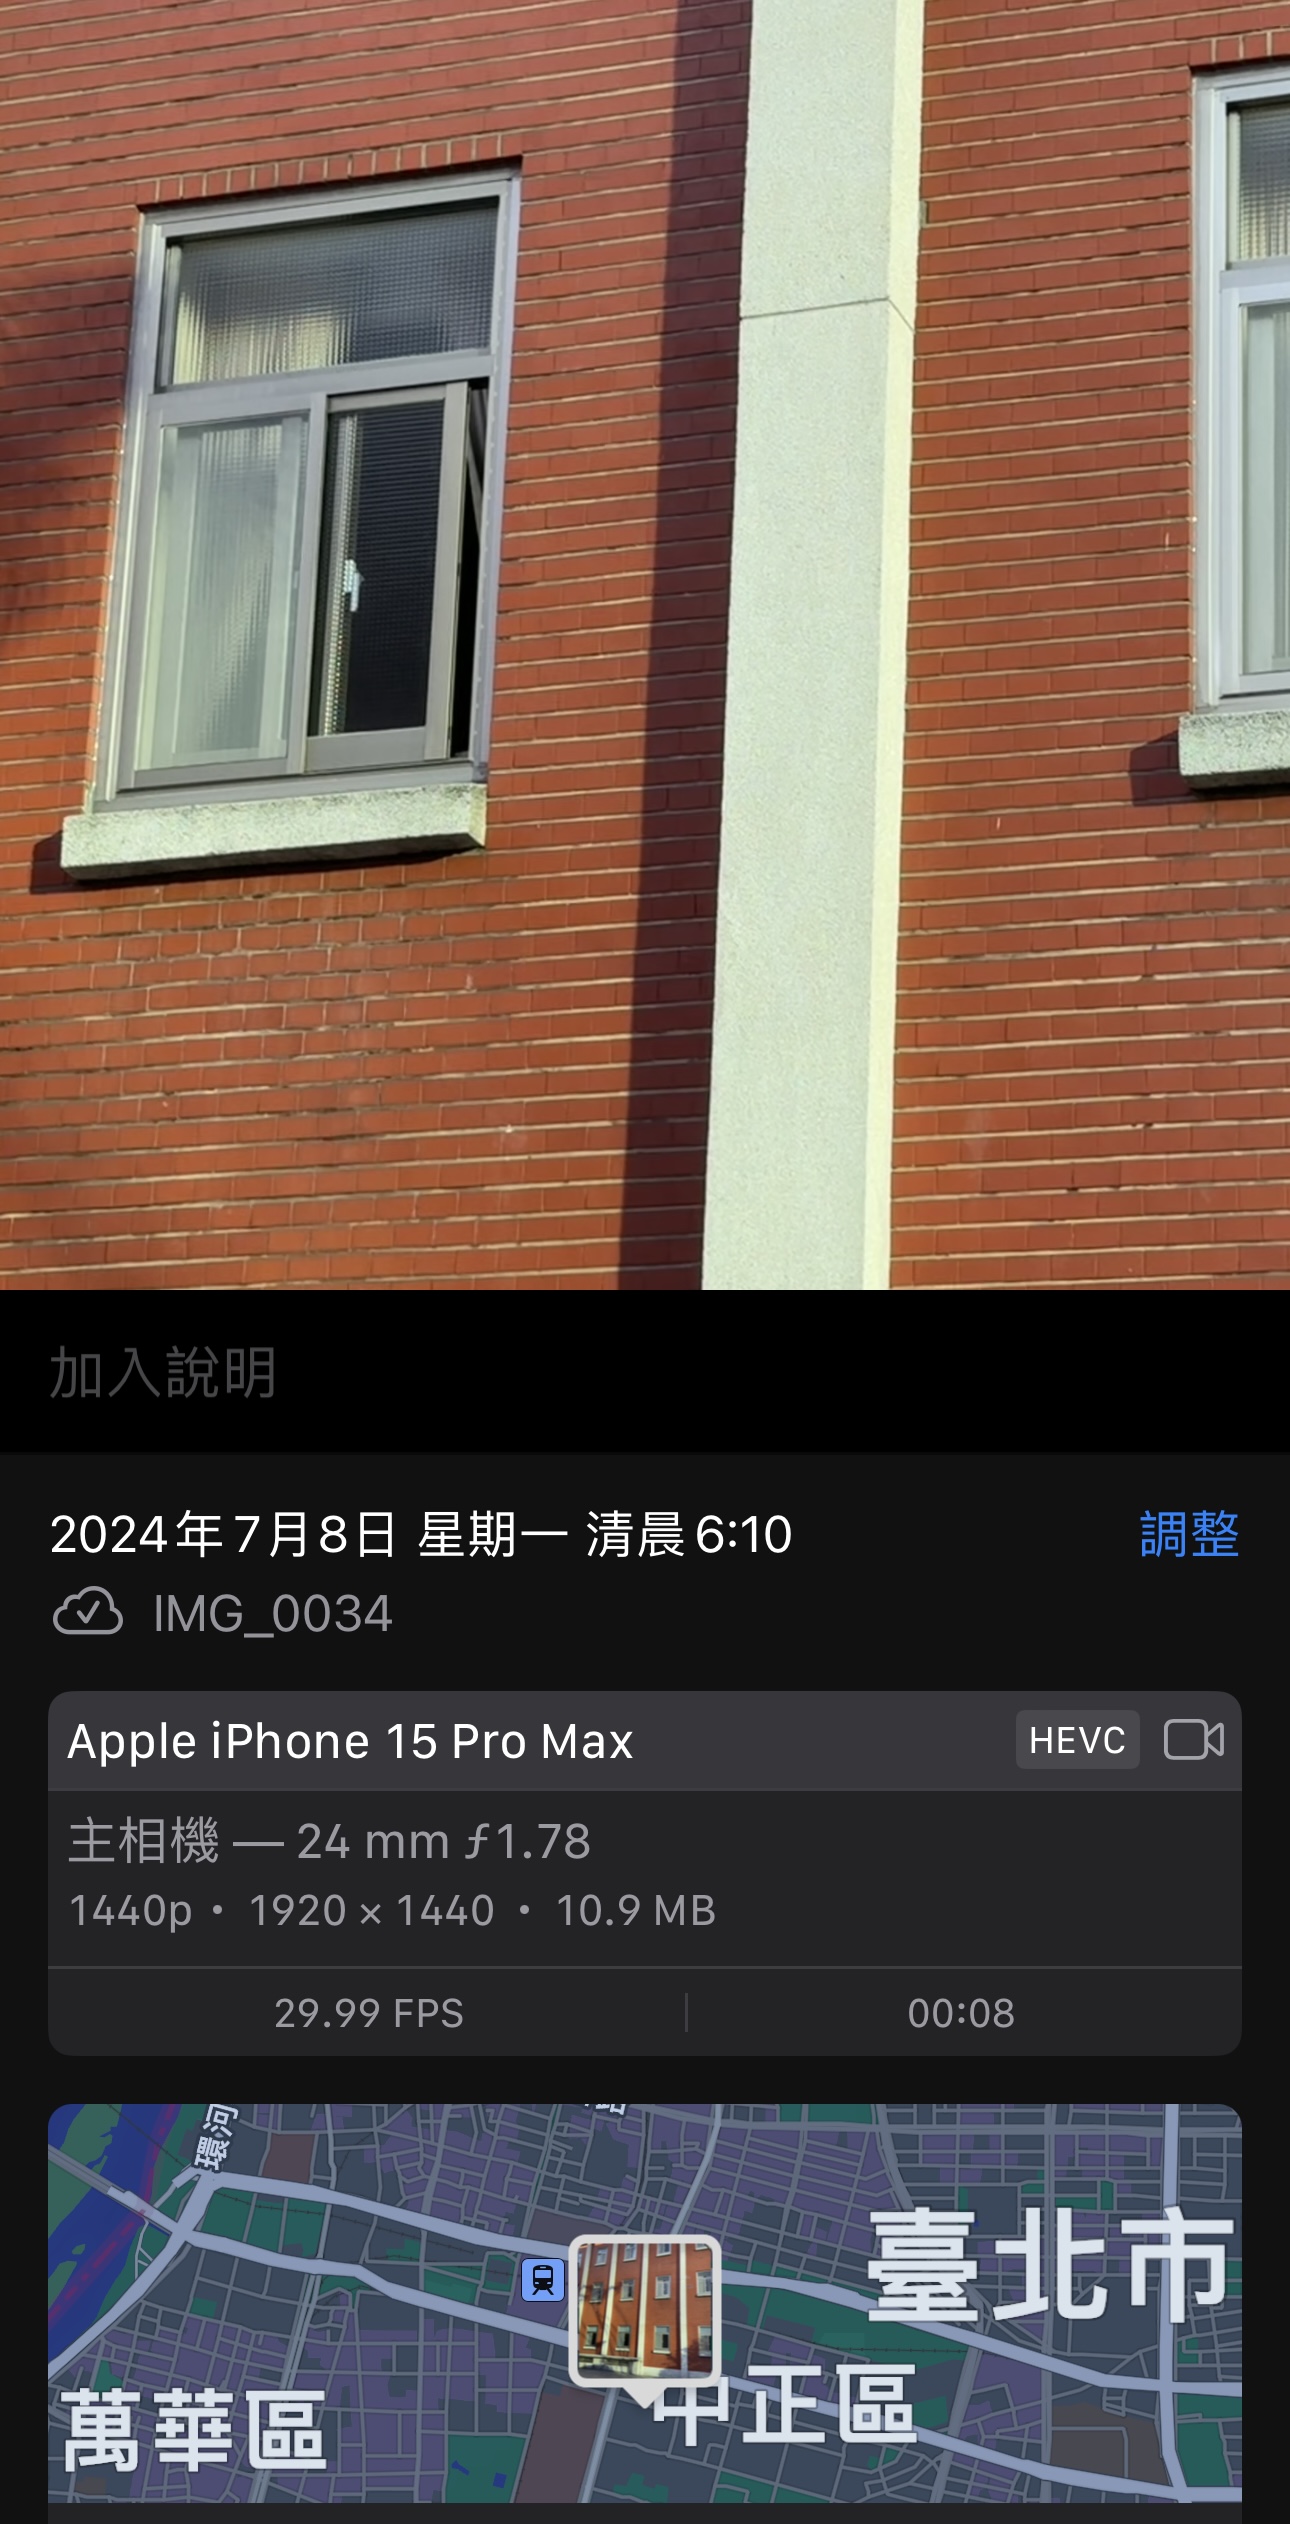 加入說明
2024年7月8日 星期一 清晨6:10
調整
IMG_0034
Apple iPhone 15 Pro Max
HEVC
主相機 — 24 mm ƒ1.78
1440p • 1920 × 1440 • 10.9 MB
29.99 FPS
00:08
環河
臺北市
中正區
萬華區